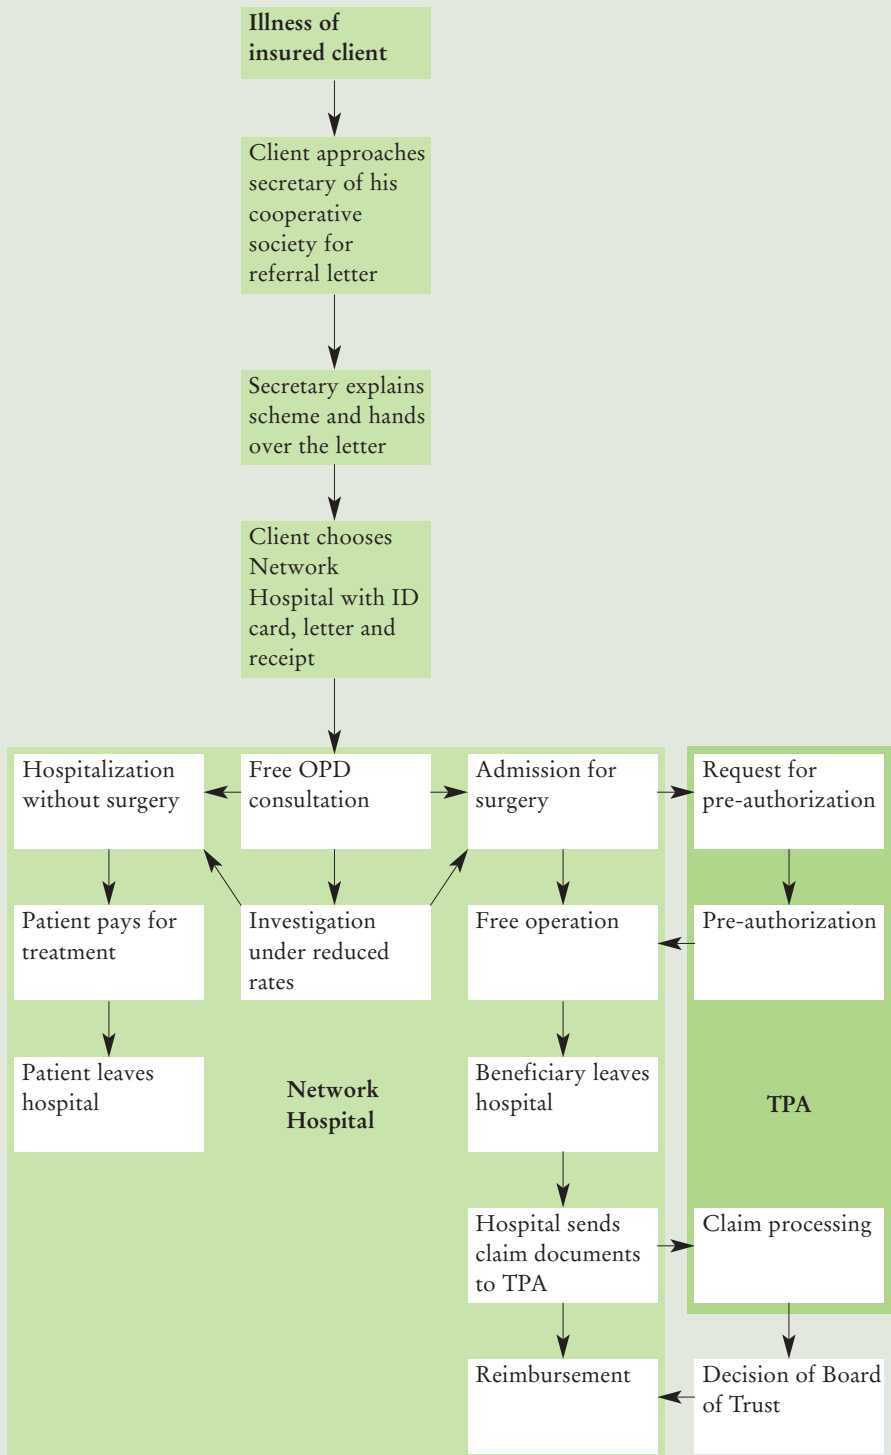 Illness of
insured client
Client approaches
secretary of his
cooperative
society for
referral letter
Secretary explains
scheme and hands
over the letter
Client chooses
Network
Hospital with ID
card, letter and
receipt
Hospitalization
without surgery
Free OPD
consultation
Admission for
surgery
Request for
pre-authorization
Patient pays for
treatment
Investigation
under reduced
rates
Free operation
Pre-authorization
Patient leaves
hospital
Network
Hospital
Beneficiary leaves
hospital
TPA
Hospital sends
claim documents
to TPA
Claim processing
Reimbursement
Decision of Board
of Trust